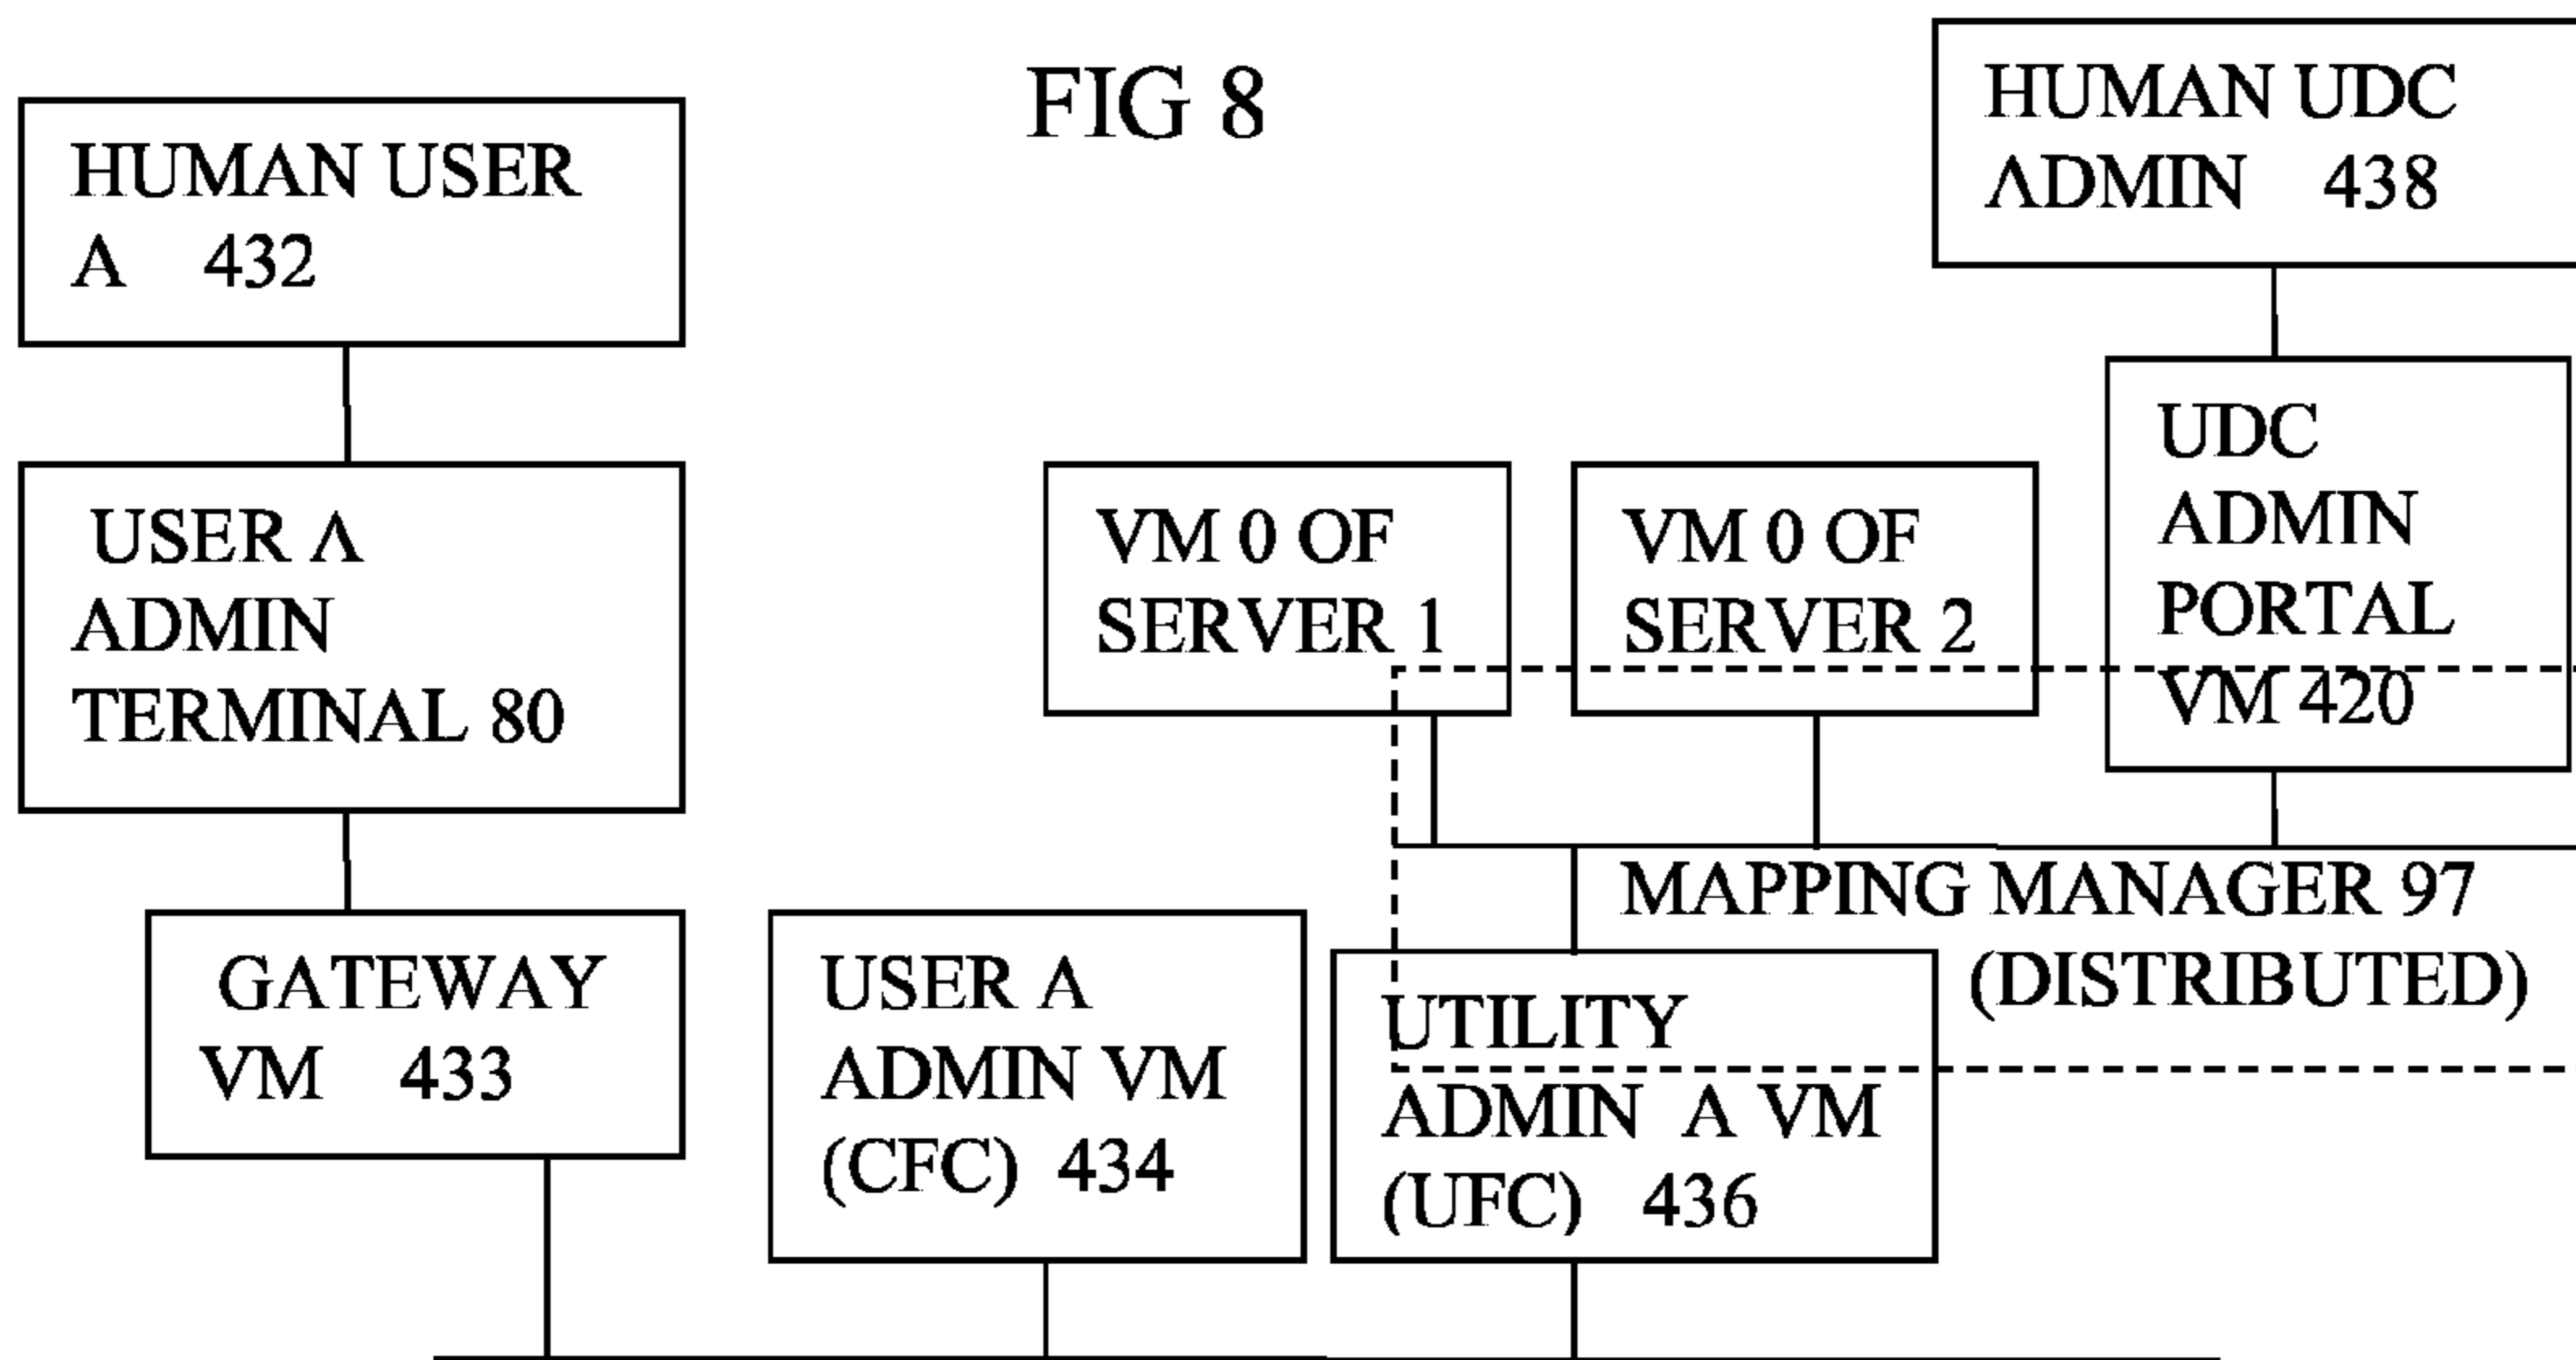 FIG 8
HUMAN USER
A 432
HUMAN UDC
ADMIN 438
USER A
ADMIN
TERMINAL 80
VM 0 OF
SERVER 1
VM 0 OF
SERVER 2
UDC
ADMIN
PORTAL
VM 420
MAPPING MANAGER 97
(DISTRIBUTED)
GATEWAY
VM 433
USER A
ADMIN VM
(CFC) 434
UTILITY
ADMIN A VM
(UFC) 436